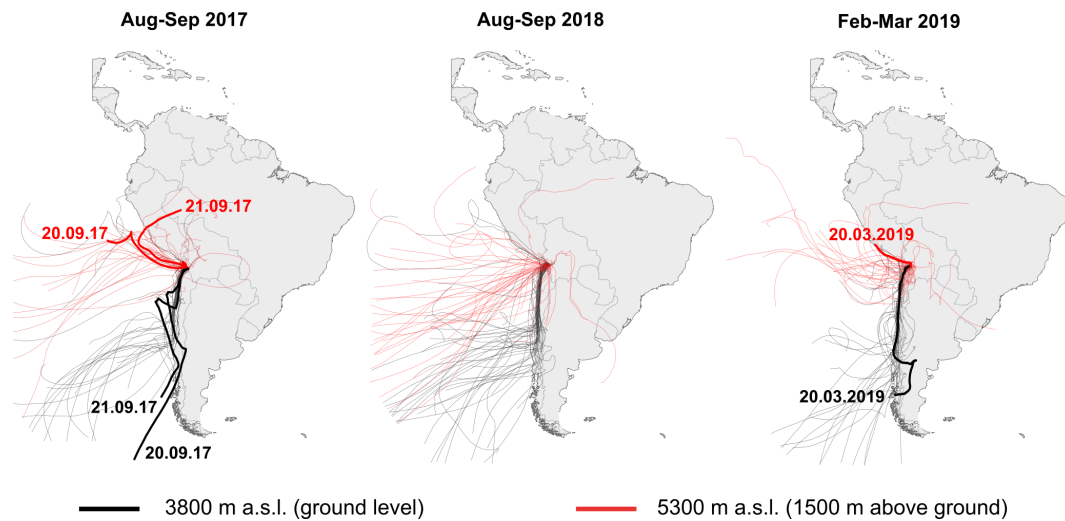 Aug-Sep 2017
Aug-Sep 2018
Feb-Mar 2019
21.09.17
20.09.17
20.03.2019
21.09.17
20.09.17
20.03.2019
3800 m a.s.l. (ground level)
5300 m a.s.l. (1500 m above ground)